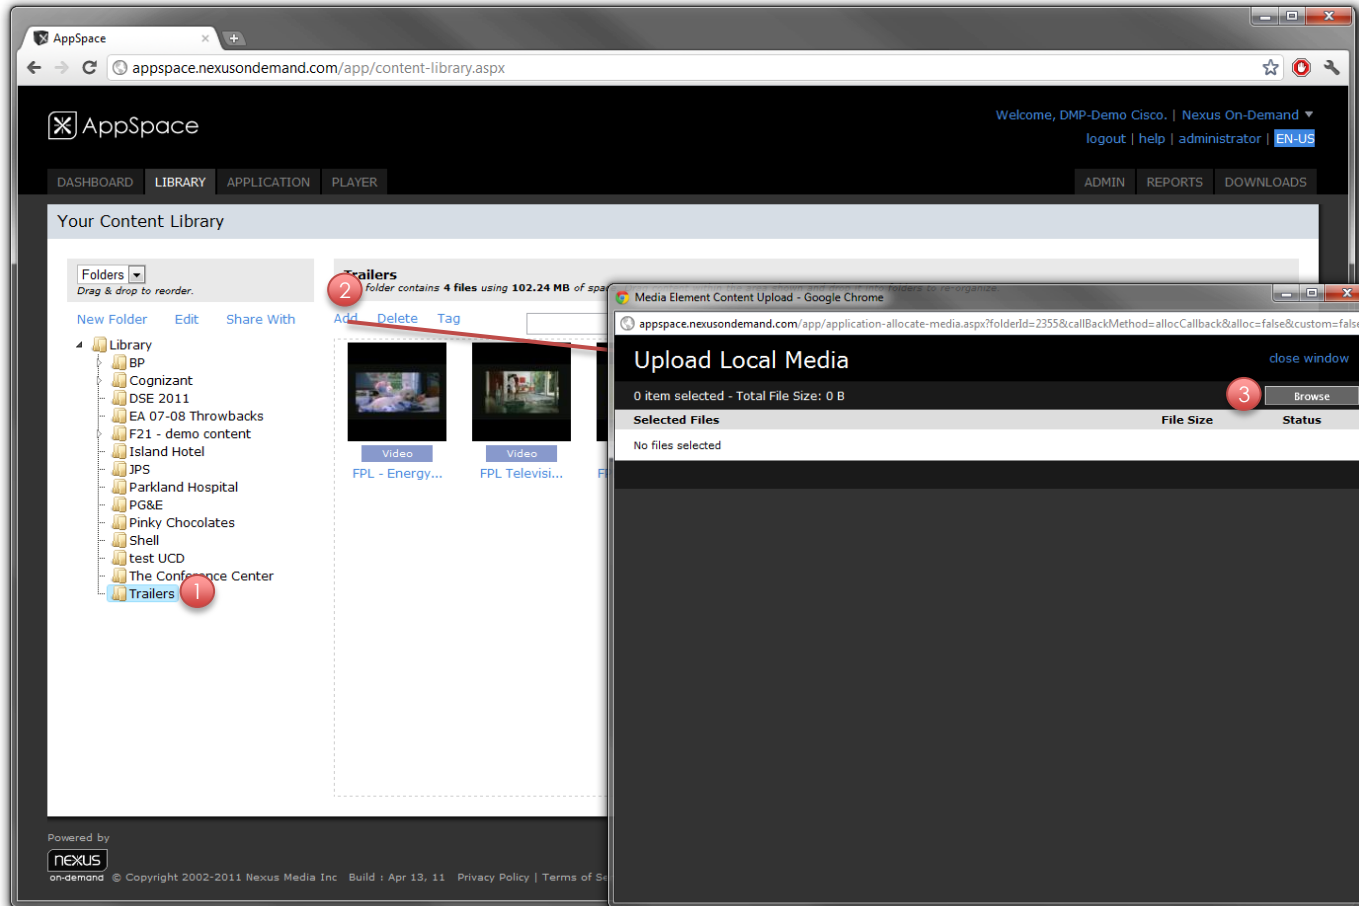 AppSpace
appspace.nexusondemand.com/app/content-library.aspx
AppSpace
Welcome, DMP-Demo Cisco. | Nexus On-Demand
logout | help | administrator | EN-US
DASHBOARD LIBRARY APPLICATION PLAYER ADMIN REPORTS DOWNLOADS
Your Content Library
Folders
Drag & drop to reorder.
New Folder Edit Share With
Library
BP
Cognizant
DSE 2011
EA 07-08 Throwbacks
F21 - demo content
Island Hotel
JPS
Parkland Hospital
PG&E
Pinky Chocolates
Shell
test UCD
The Conference Center
Trailers
1
Trailers
2
folder contains 4 files using 102.24 MB of
Add Delete Tag
Video
FPL - Energy...
Video
FPL Televisi...
Media Element Content Upload - Google Chrome
appspace.nexusondemand.com/app/application-allocate-media.aspx?folderId=2355&callBackMethod=allocCallback&alloc=false&custom=false
Upload Local Media
close window
0 item selected - Total File Size: 0 B
3
Browse
Selected Files File Size Status
No files selected
Powered by
nexus
on-demand
© Copyright 2002-2011 Nexus Media Inc Build : Apr 13, 11 Privacy Policy | Terms of